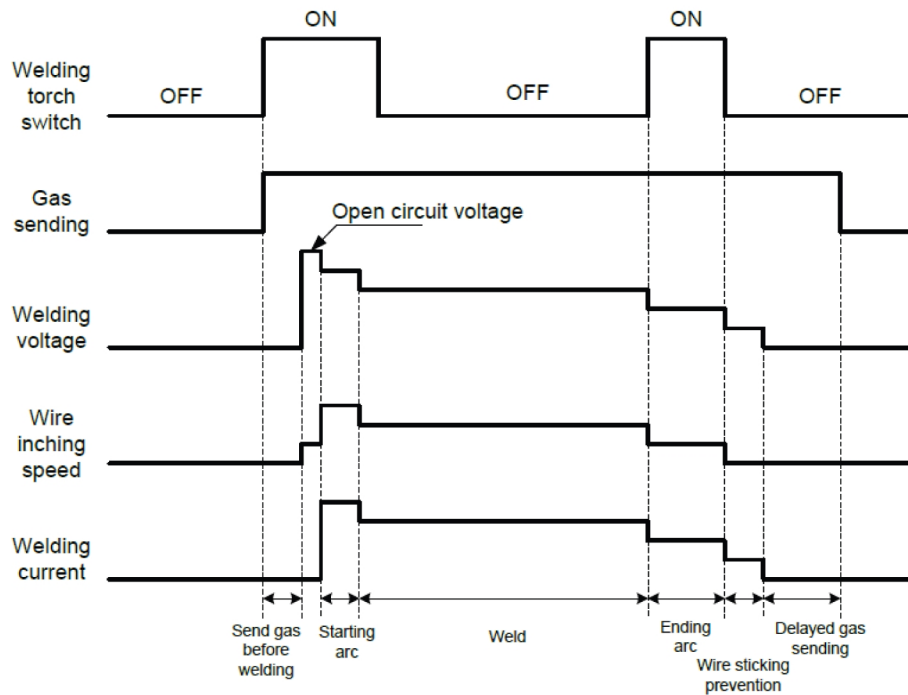 ON
ON
Welding
torch
switch
OFF
OFF
OFF
Gas
sending
Open circuit voltage
Welding
voltage
Wire
inching
speed
Welding
current
Send gas
before
welding
Starting
arc
Weld
Ending
arc
Wire sticking
prevention
Delayed gas
sending